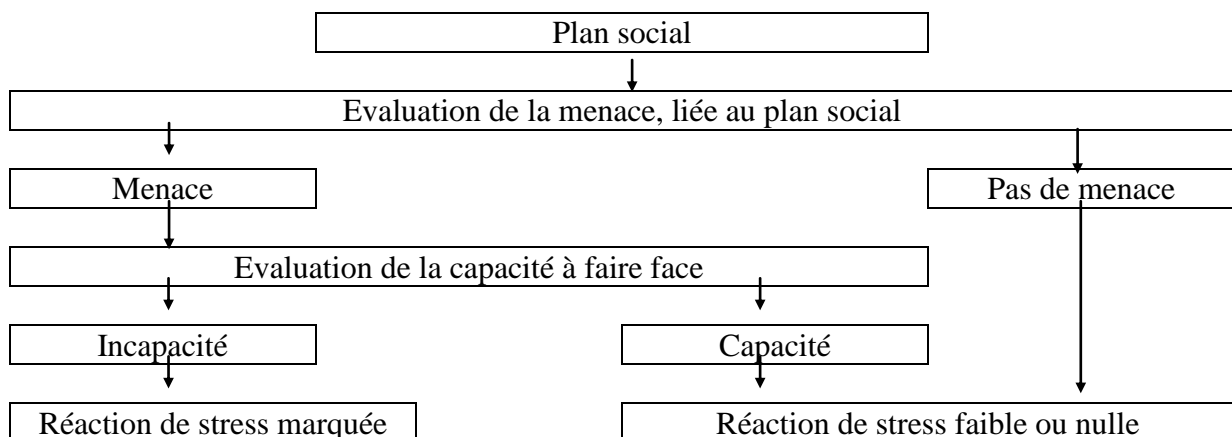 Plan social
Evaluation de la menace, liée au plan social
Menace
Pas de menace
Evaluation de la capacité à faire face
Incapacité
Capacité
Réaction de stress marquée
Réaction de stress faible ou nulle